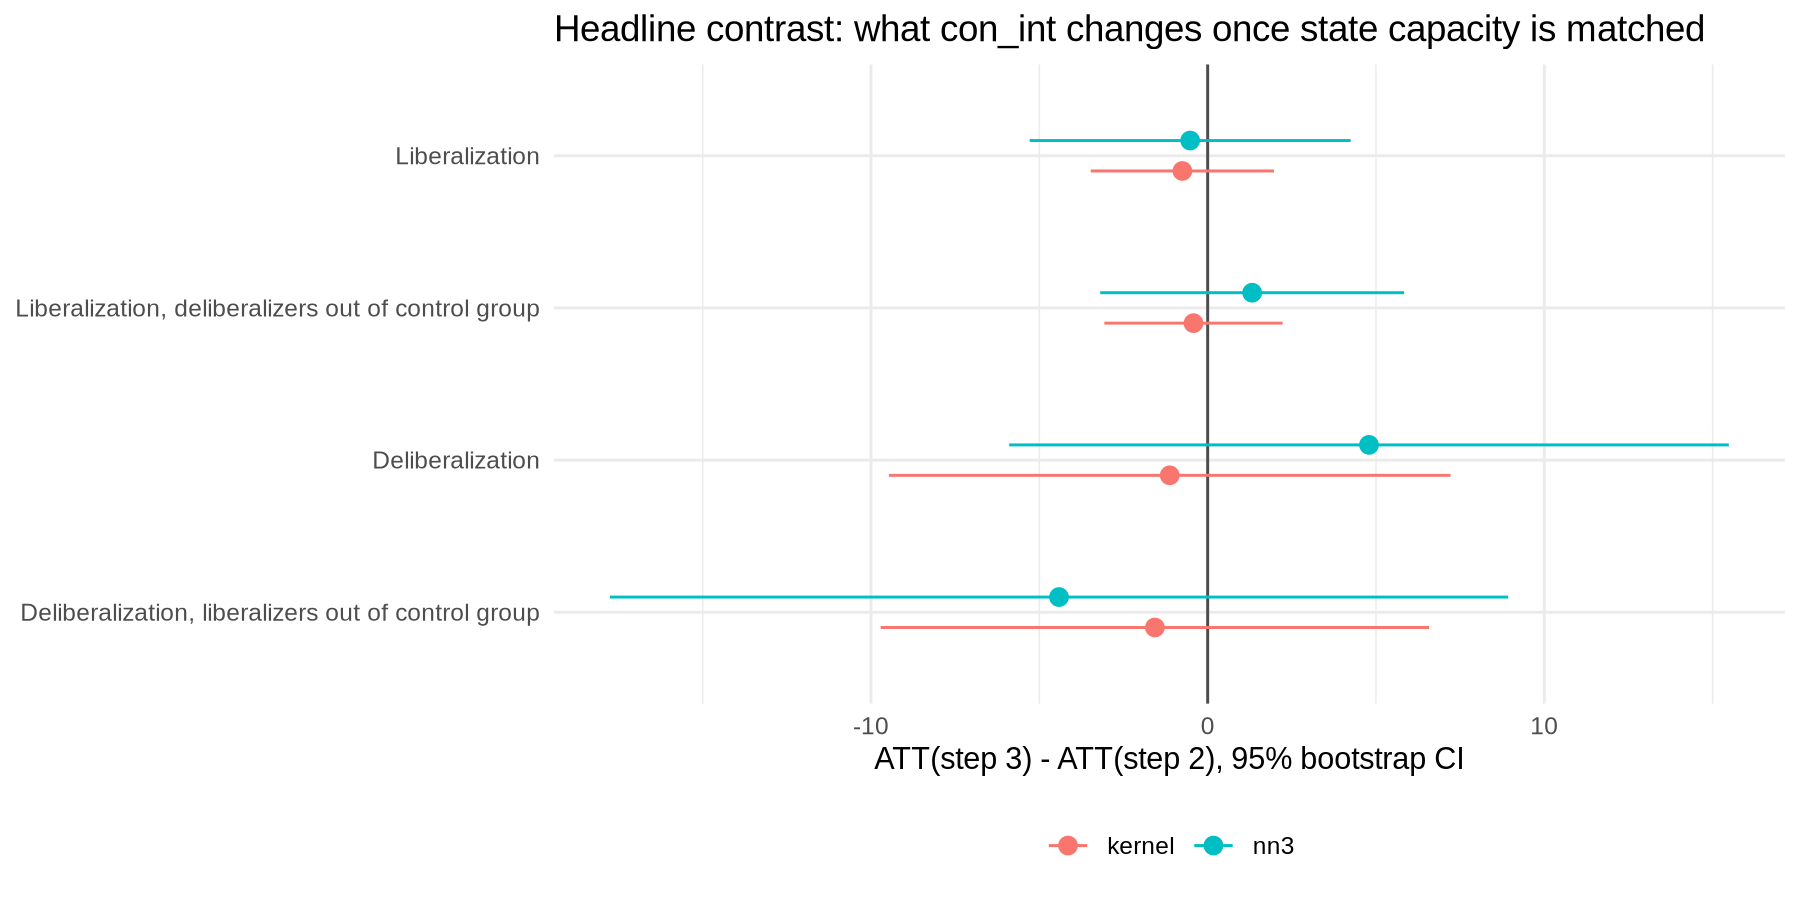 Headline contrast: what con_int changes once state capacity is matched
Liberalization
Liberalization, deliberalizers out of control group
Deliberalization
Deliberalization, liberalizers out of control group
-10 0 10
ATT(step 3) - ATT(step 2), 95% bootstrap CI
kernel nn3